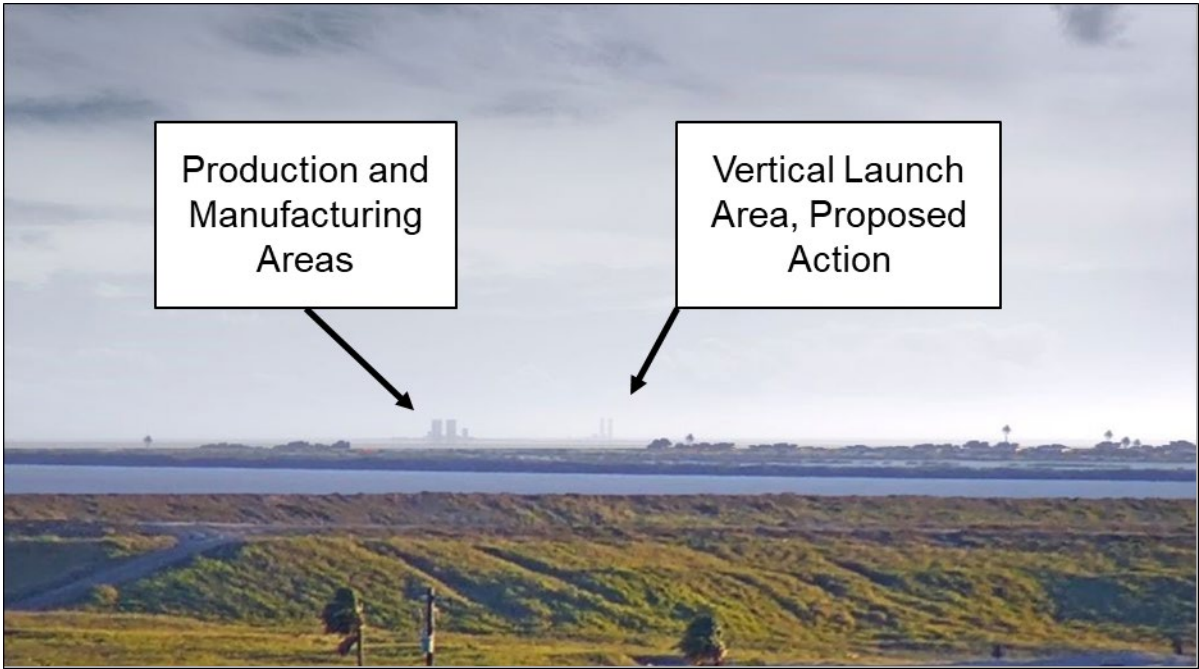 Production and
Manufacturing
Areas
Vertical Launch
Area, Proposed
Action